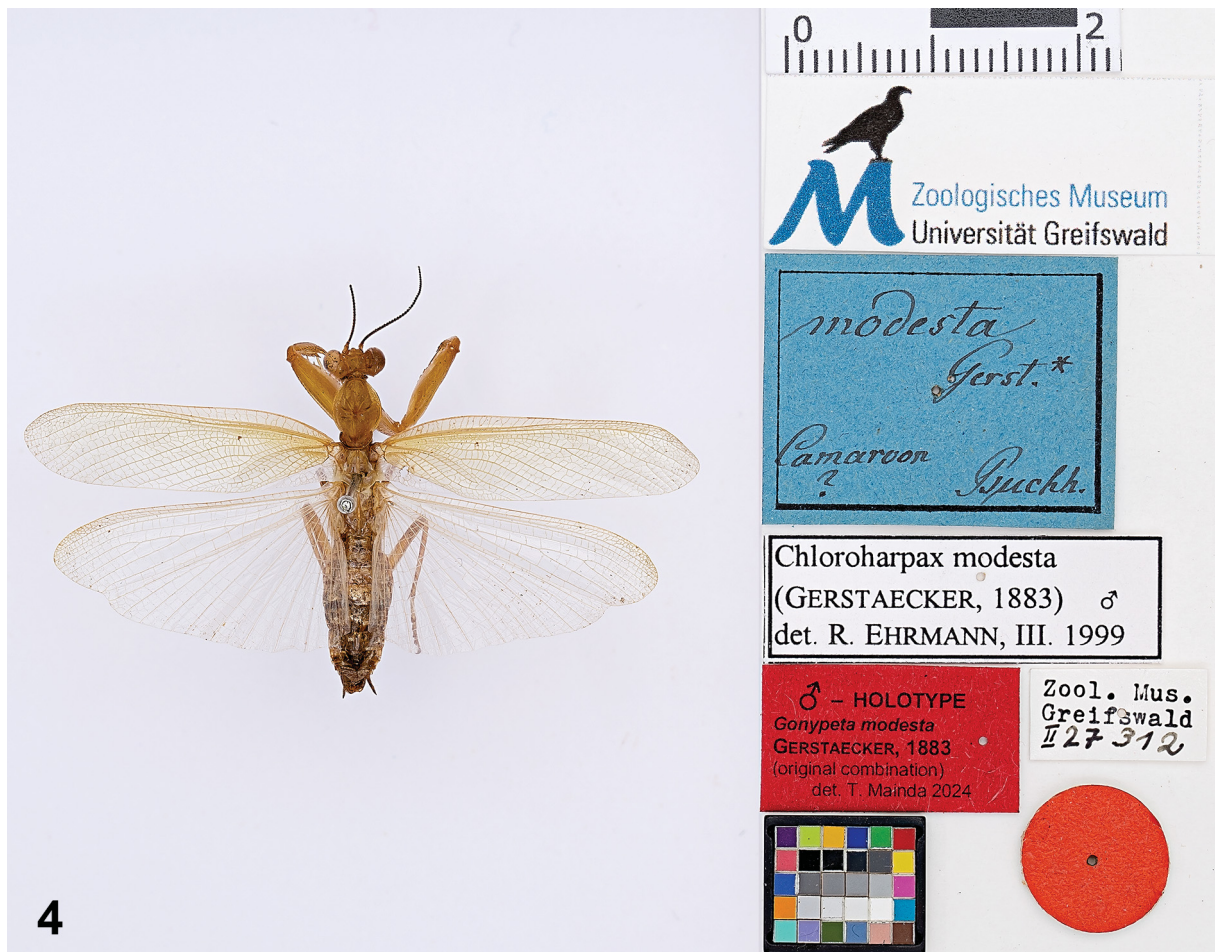 0 2
Zoologisches Museum
Universität Greifswald
modesta
Gerst.*
Camaroon
?
Buchh.
Chloroharpax modesta
(GERSTAECKER, 1883) ♂
det. R. EHRMANN, III. 1999
♂ – HOLOTYPE
Gonypeta modesta
GERSTAECKER, 1883
(original combination)
det. T. Mainda 2024
Zool. Mus.
Greifswald
II 27 312
4